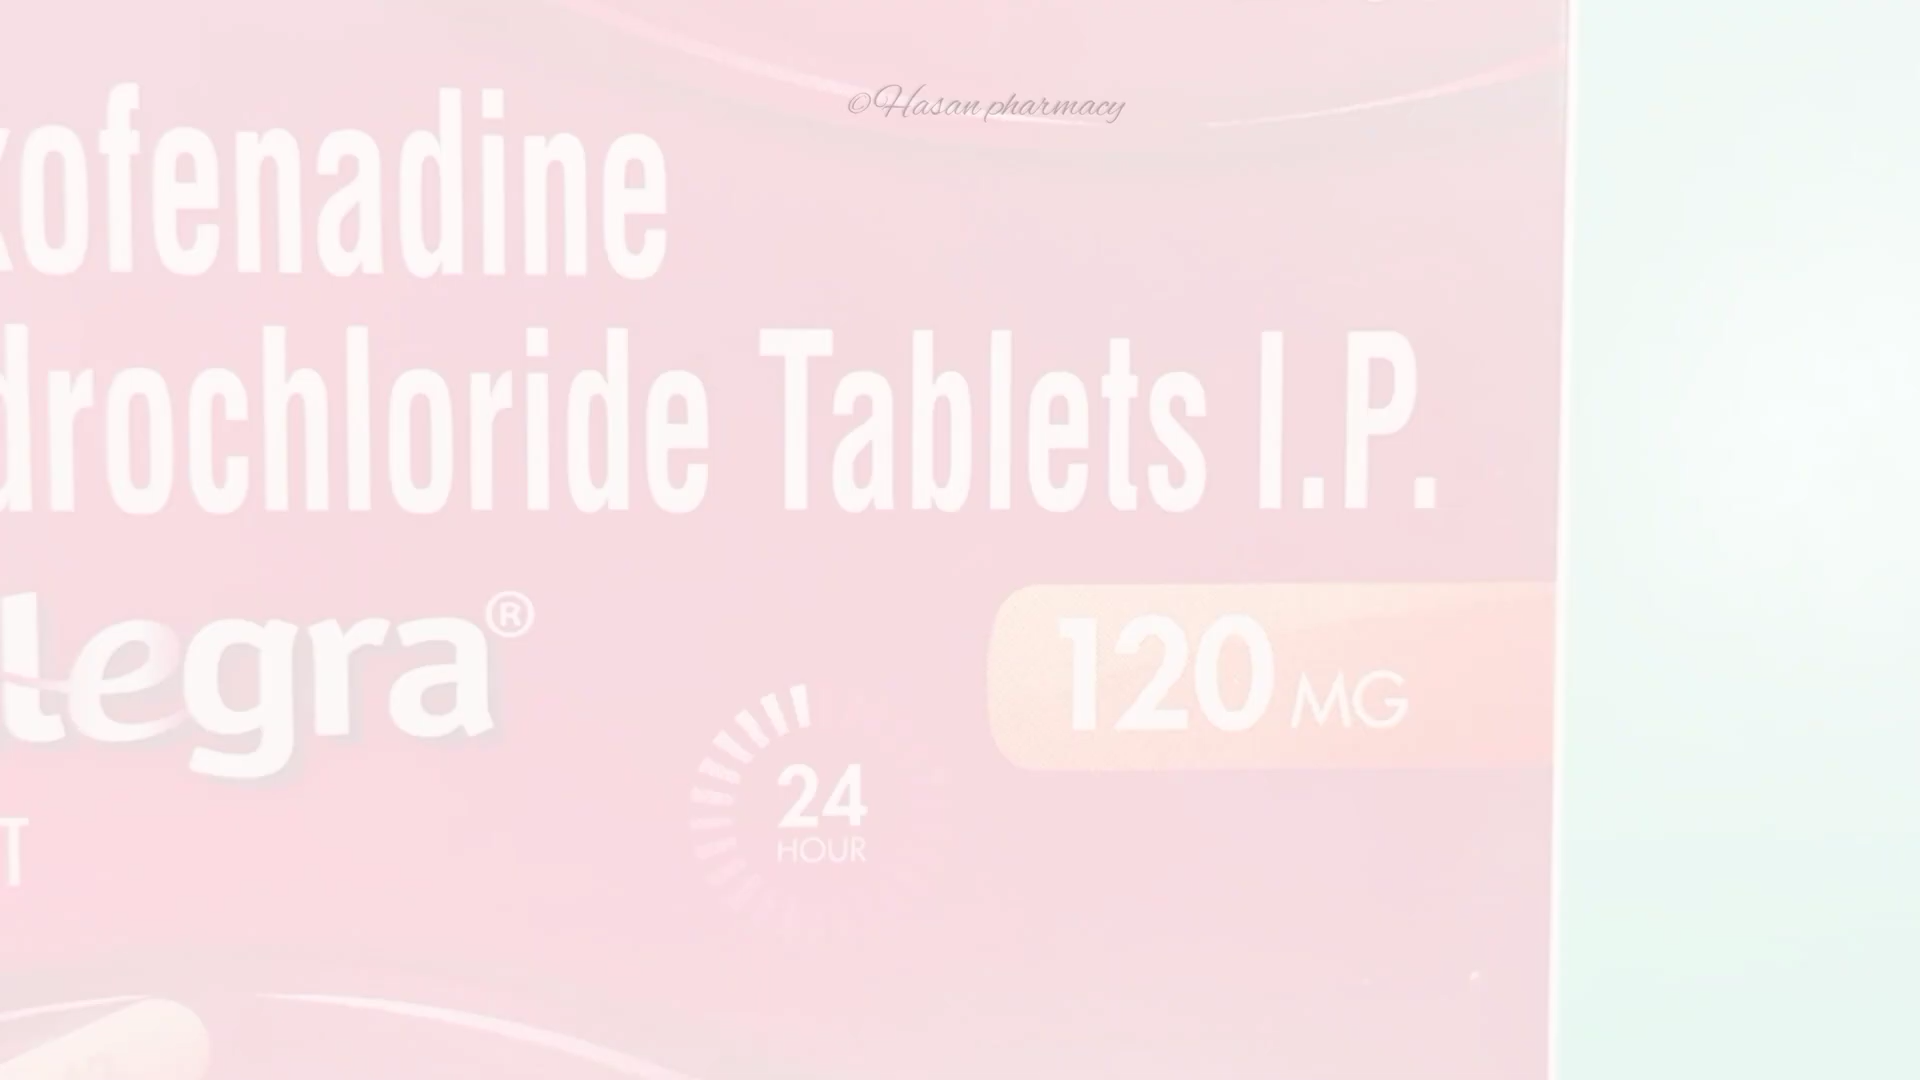 ©Hasan pharmacy
xofenadine
drochloride Tablets I.P.
legra®
120 MG
24
HOUR
T